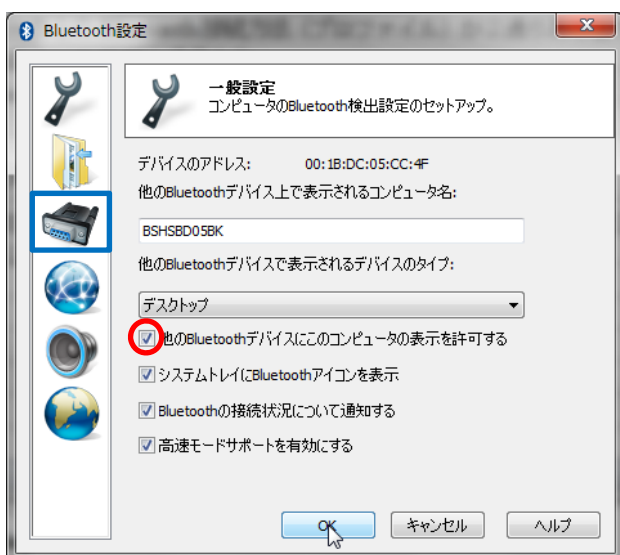 Bluetooth設定
一般設定
コンピュータのBluetooth検出設定のセットアップ。
デバイスのアドレス: 00:1B:DC:05:CC:4F
他のBluetoothデバイス上で表示されるコンピュータ名:
BSHSBD05BK
他のBluetoothデバイスで表示されるデバイスのタイプ:
デスクトップ
他のBluetoothデバイスにこのコンピュータの表示を許可する
システムトレイにBluetoothアイコンを表示
Bluetoothの接続状況について通知する
高速モードサポートを有効にする
OK キャンセル ヘルプ